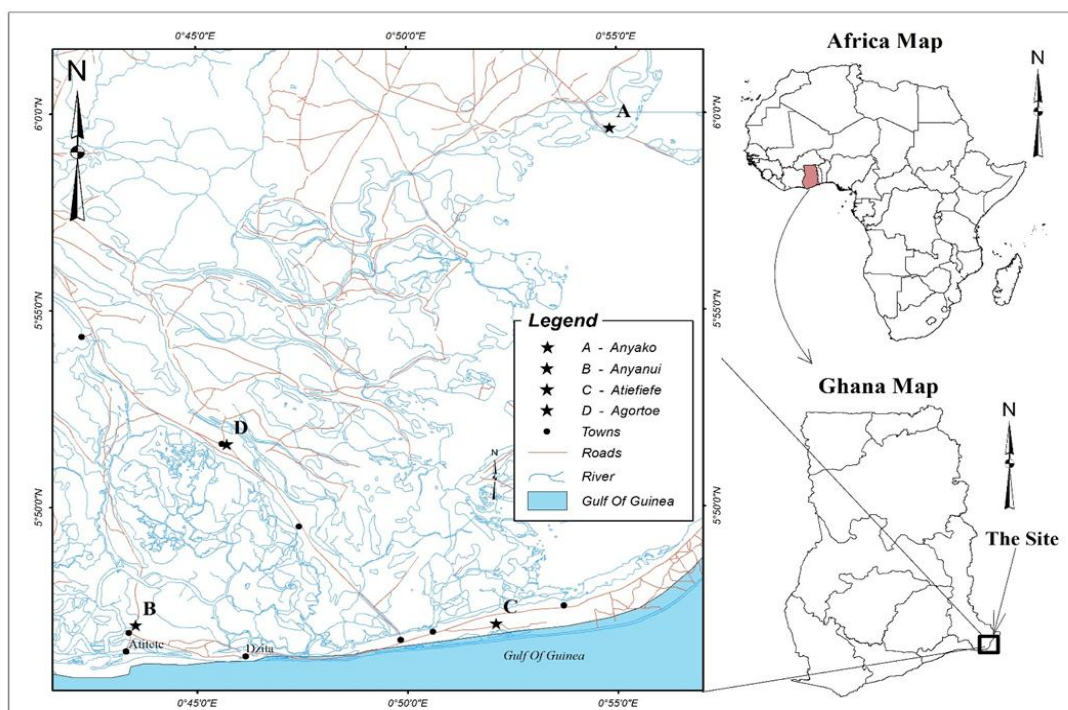 0°45'0"E
0°50'0"E
0°55'0"E
N
A
6°0'0"N
6°0'0"N
5°55'0"N
5°55'0"N
Legend
A - Anyako
B - Anyanui
C - Atiefiefe
D - Agortoe
Towns
Roads
River
Gulf Of Guinea
D
N
5°50'0"N
5°50'0"N
B
C
Atitete
Dzita
Gulf Of Guinea
0°45'0"E
0°50'0"E
0°55'0"E
Africa Map
N
Ghana Map
N
The Site